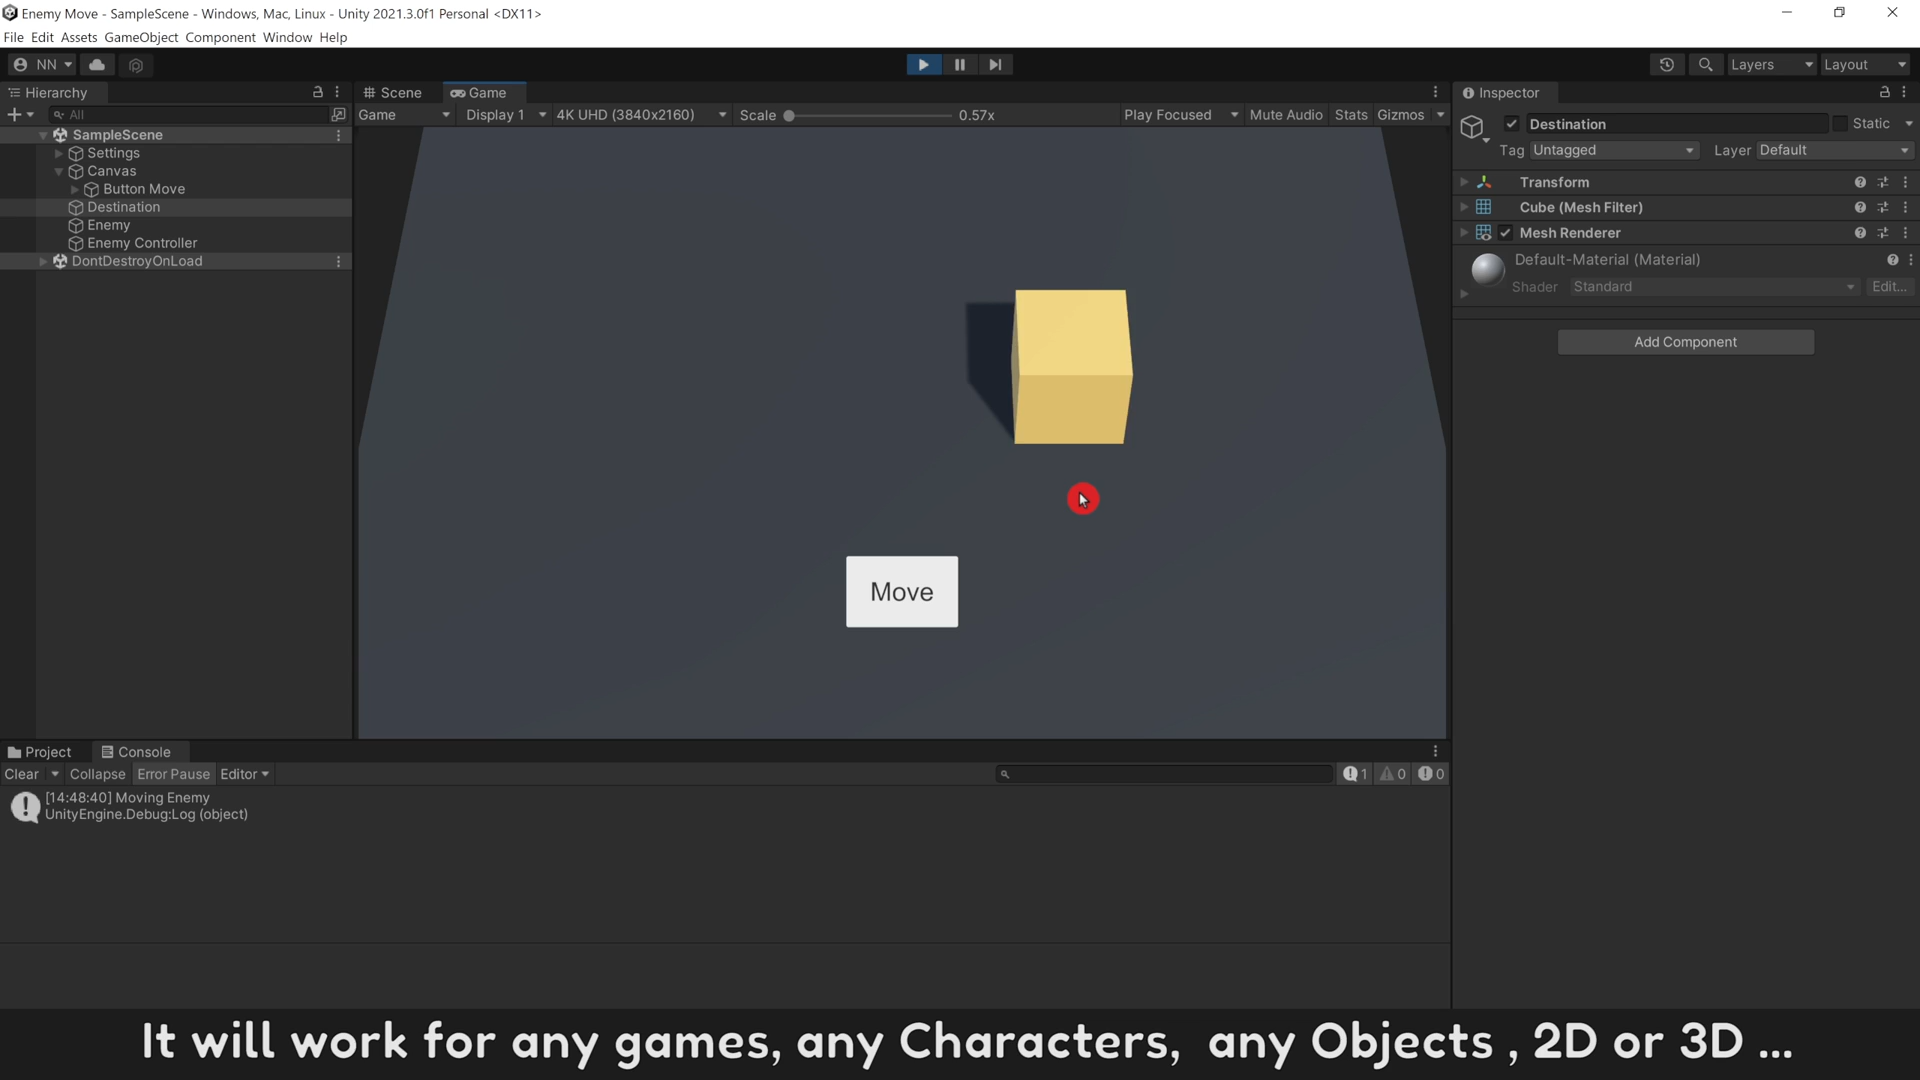 Enemy Move - SampleScene - Windows, Mac, Linux - Unity 2021.3.0f1 Personal <DX11>
File Edit Assets GameObject Component Window Help
NN Layers Layout
Hierarchy Scene Game Inspector
All Game Display 1 4K UHD (3840x2160) Scale 0.57x Play Focused Mute Audio Stats Gizmos
Destination Static
SampleScene
Tag Untagged Layer Default
Settings
Canvas
Transform
Button Move
Destination
Cube (Mesh Filter)
Enemy
Mesh Renderer
Enemy Controller
DontDestroyOnLoad
Default-Material (Material)
Shader Standard Edit...
Add Component
Move
Project Console
Clear Collapse Error Pause Editor 1 0 0
[14:48:40] Moving Enemy
UnityEngine.Debug:Log (object)
It will work for any games, any Characters, any Objects , 2D or 3D ...